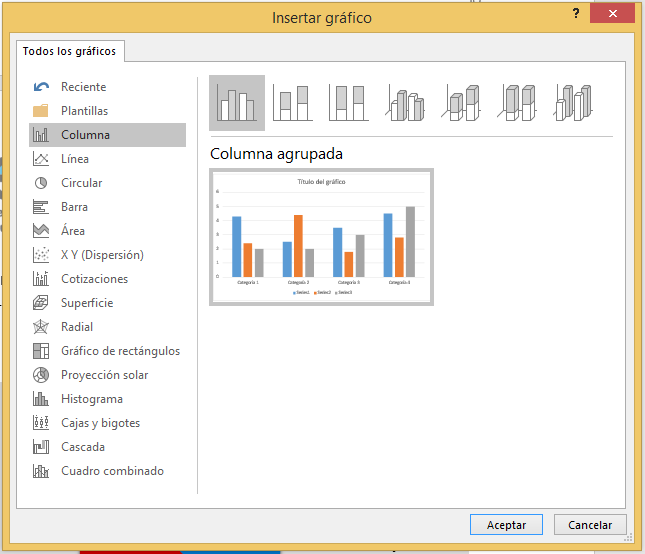 Insertar gráfico
?
Todos los gráficos
Reciente
Plantillas
Columna
Línea
Circular
Barra
Área
X Y (Dispersión)
Cotizaciones
Superficie
Radial
Gráfico de rectángulos
Proyección solar
Histograma
Cajas y bigotes
Cascada
Cuadro combinado
Columna agrupada
Título del gráfico
6
5
4
3
2
1
0
Categoría 1 Categoría 2 Categoría 3 Categoría 4
Series1 Series2 Series3
Aceptar Cancelar